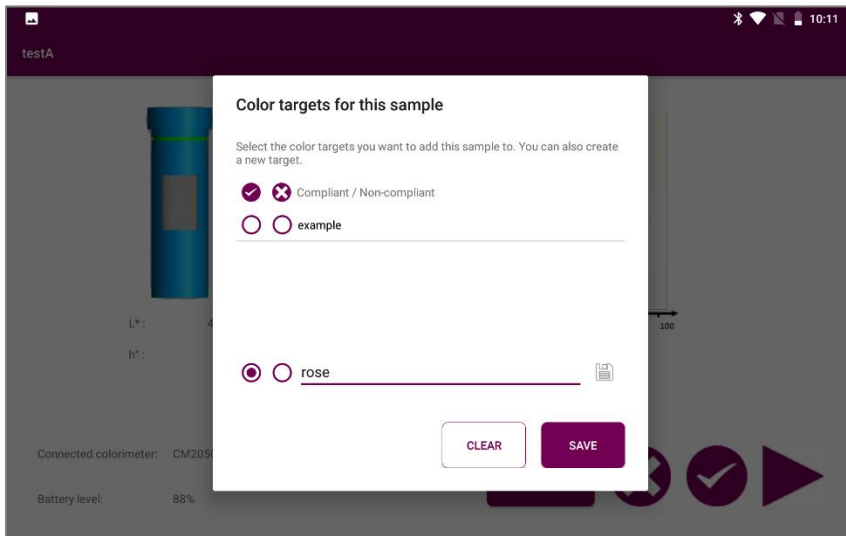 10:11
testA
Color targets for this sample
Select the color targets you want to add this sample to. You can also create
a new target.
Compliant / Non-compliant
example
L* :
4
100
h° :
rose
CLEAR
SAVE
Connected colorimeter: CM205
Battery level: 88%